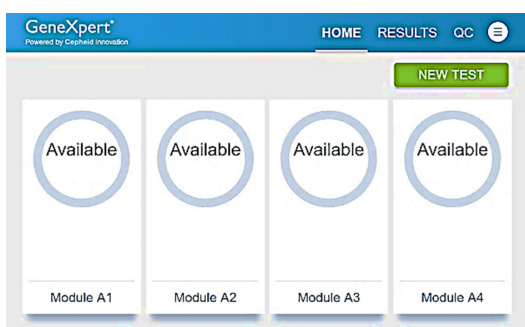 GeneXpert®
Powered by Cepheid Innovation
HOME RESULTS QC
NEW TEST
Available Available Available Available
Module A1 Module A2 Module A3 Module A4